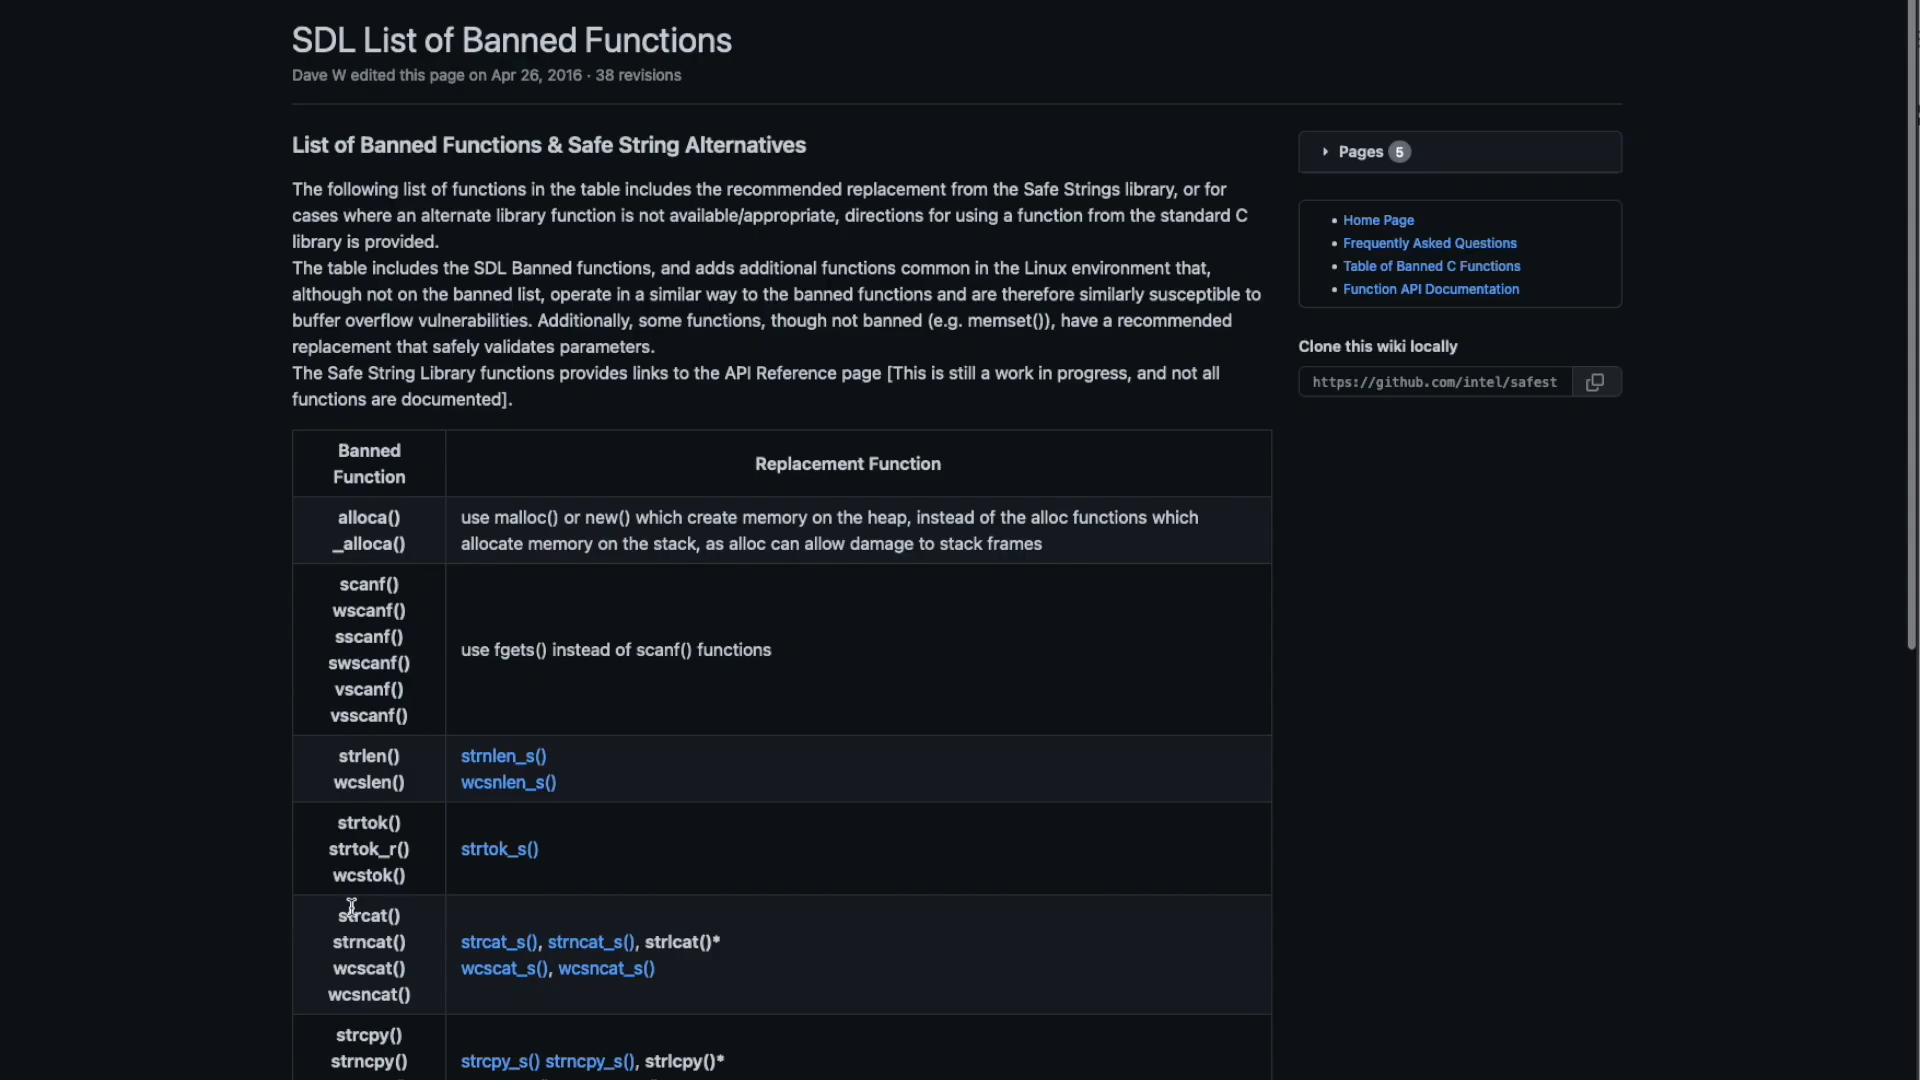 SDL List of Banned Functions
Dave W edited this page on Apr 26, 2016 · 38 revisions
List of Banned Functions & Safe String Alternatives
The following list of functions in the table includes the recommended replacement from the Safe Strings library, or for
cases where an alternate library function is not available/appropriate, directions for using a function from the standard C
library is provided.
The table includes the SDL Banned functions, and adds additional functions common in the Linux environment that,
although not on the banned list, operate in a similar way to the banned functions and are therefore similarly susceptible to
buffer overflow vulnerabilities. Additionally, some functions, though not banned (e.g. memset()), have a recommended
replacement that safely validates parameters.
The Safe String Library functions provides links to the API Reference page [This is still a work in progress, and not all
functions are documented].
Banned
Function
Replacement Function
alloca()
_alloca()
use malloc() or new() which create memory on the heap, instead of the alloc functions which
allocate memory on the stack, as alloc can allow damage to stack frames
scanf()
wscanf()
sscanf()
swscanf()
vscanf()
vsscanf()
use fgets() instead of scanf() functions
strlen()
wcslen()
strnlen_s()
wcsnlen_s()
strtok()
strtok_r()
wcstok()
strtok_s()
strcat()
strncat()
wcscat()
wcsncat()
strcat_s(), strncat_s(), strlcat()*
wcscat_s(), wcsncat_s()
strcpy()
strncpy()
strcpy_s() strncpy_s(), strlcpy()*
Pages 5
• Home Page
• Frequently Asked Questions
• Table of Banned C Functions
• Function API Documentation
Clone this wiki locally
https://github.com/intel/safest